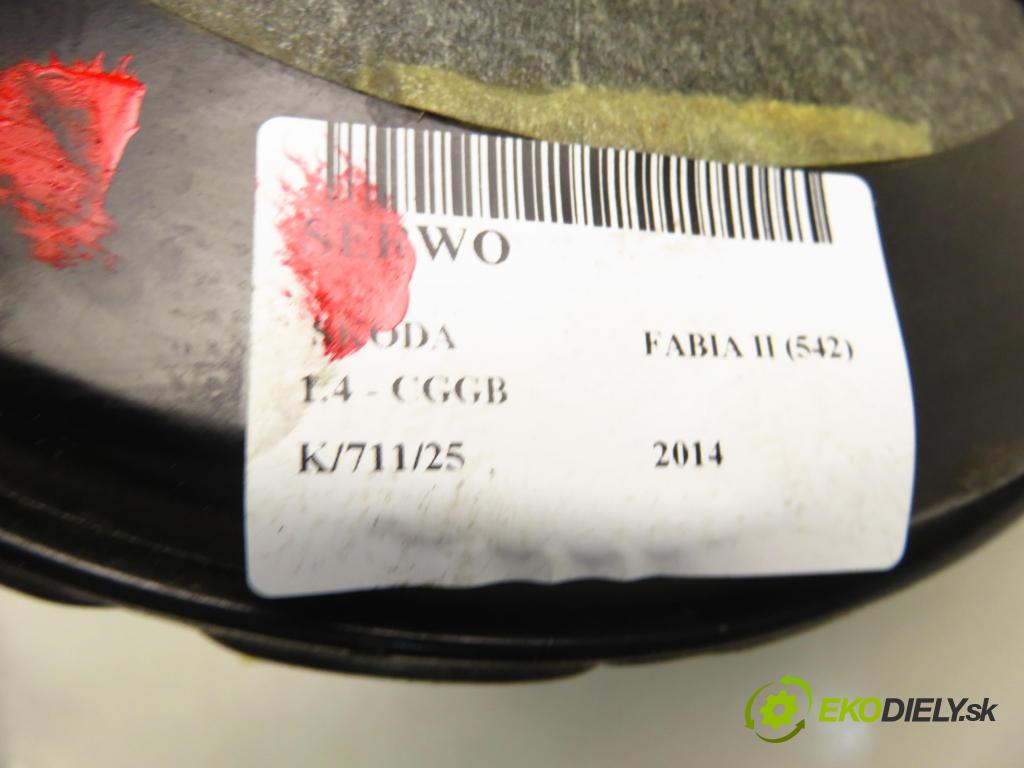 SERWO
SKODA FABIA II (542)
1.4 - CGGB
K/711/25 2014
EKODIELY.sk